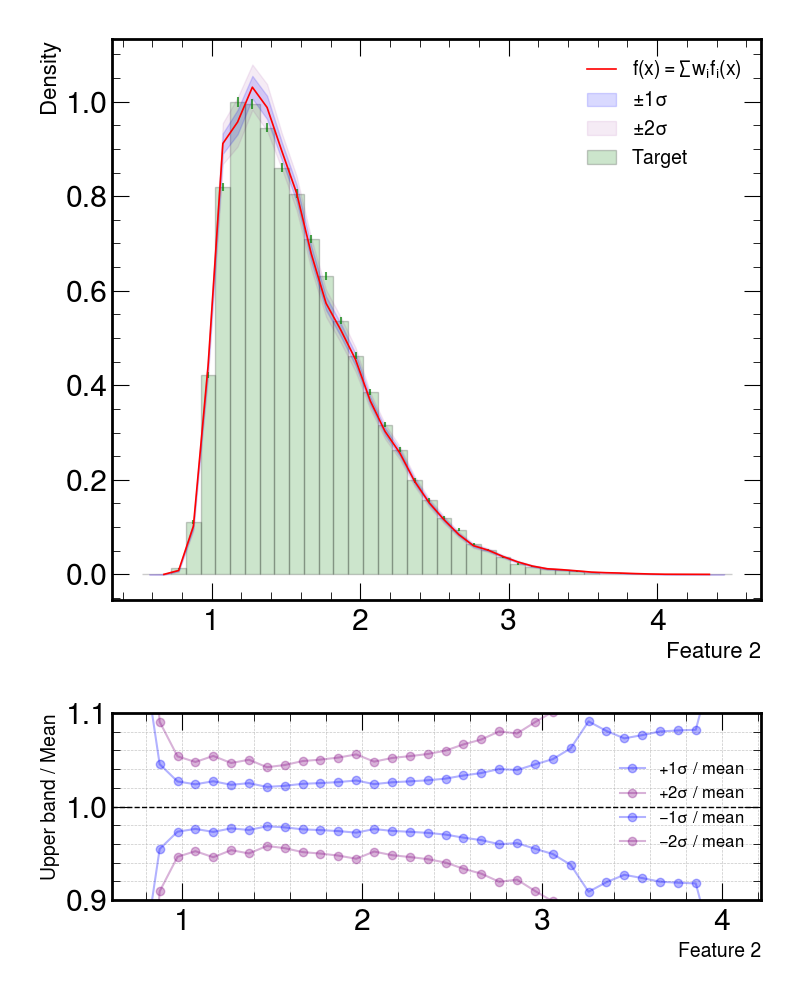 Density
f(x) = ∑wᵢfᵢ(x)
±1σ
±2σ
Target
1.0
0.8
0.6
0.4
0.2
0.0
1 2 3 4
Feature 2
Upper band / Mean
1.1
1.0
0.9
+1σ / mean
+2σ / mean
−1σ / mean
−2σ / mean
1 2 3 4
Feature 2